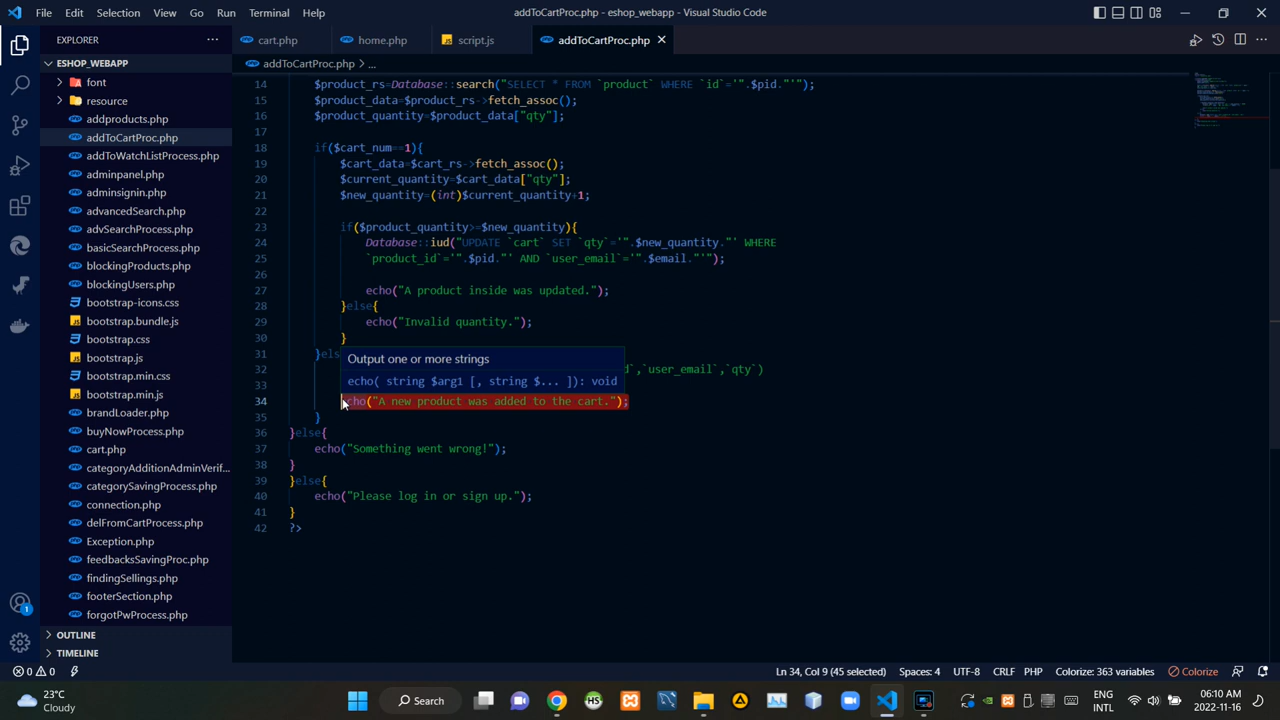 File Edit Selection View Go Run Terminal Help
addToCartProc.php - eshop_webapp - Visual Studio Code
EXPLORER
cart.php
home.php
script.js
addToCartProc.php
ESHOP_WEBAPP
addToCartProc.php > ...
font
resource
addproducts.php
addToCartProc.php
addToWatchListProcess.php
adminpanel.php
adminsignin.php
advancedSearch.php
advSearchProcess.php
basicSearchProcess.php
blockingProducts.php
blockingUsers.php
bootstrap-icons.css
bootstrap.bundle.js
bootstrap.css
bootstrap.js
bootstrap.min.css
bootstrap.min.js
brandLoader.php
buyNowProcess.php
cart.php
categoryAdditionAdminVerif...
categorySavingProcess.php
connection.php
delFromCartProcess.php
Exception.php
feedbacksSavingProc.php
findingSellings.php
footerSection.php
forgotPwProcess.php
OUTLINE
TIMELINE
14 $product_rs=Database::search("SELECT * FROM `product` WHERE `id`='".$pid."'");
15 $product_data=$product_rs->fetch_assoc();
16 $product_quantity=$product_data["qty"];
17
18 if($cart_num==1){
19 $cart_data=$cart_rs->fetch_assoc();
20 $current_quantity=$cart_data["qty"];
21 $new_quantity=(int)$current_quantity+1;
22
23 if($product_quantity>=$new_quantity){
24 Database::iud("UPDATE `cart` SET `qty`='".$new_quantity."' WHERE
25 `product_id`='".$pid."' AND `user_email`='".$email."'");
26
27 echo("A product inside was updated.");
28 }else{
29 echo("Invalid quantity.");
30 }
31 }els
Output one or more strings
32 d`,`user_email`,`qty`)
echo( string $arg1 [, string $... ]): void
33
34 echo("A new product was added to the cart.");
35 }
36 }else{
37 echo("Something went wrong!");
38 }
39 }else{
40 echo("Please log in or sign up.");
41 }
42 ?>
0 0
Ln 34, Col 9 (45 selected) Spaces: 4 UTF-8 CRLF PHP Colorize: 363 variables Colorize
1
23°C
Cloudy
Search
HS
ENG
INTL
06:10 AM
2022-11-16